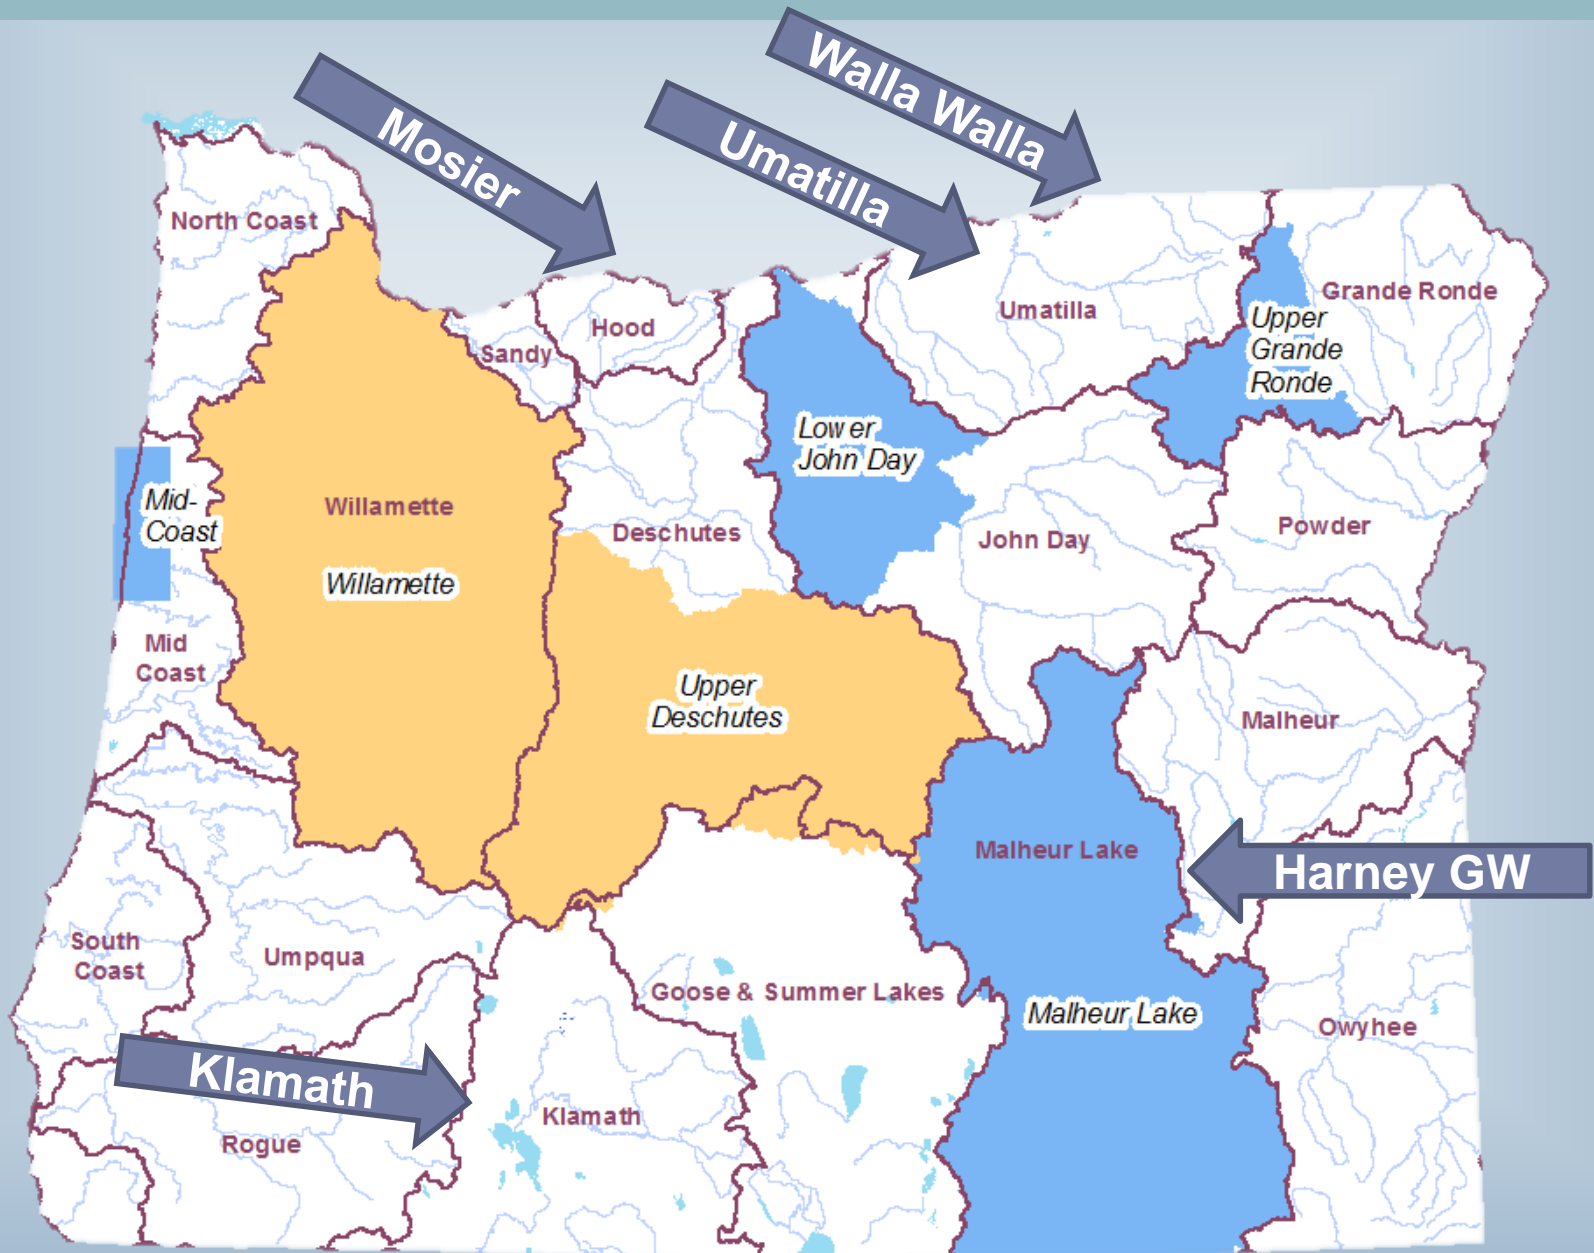 Walla Walla
Mosier
Umatilla
North Coast
Grande Ronde
Umatilla
Upper
Grande
Ronde
Hood
Sandy
Lower
John Day
Mid-
Coast
Willamette
Deschutes
John Day
Powder
Willamette
Mid
Coast
Upper
Deschutes
Malheur
Malheur Lake
Harney GW
South
Coast
Umpqua
Goose & Summer Lakes
Malheur Lake
Owyhee
Klamath
Klamath
Rogue